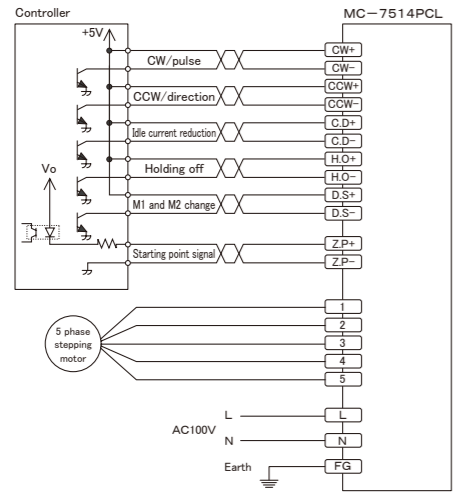 Controller
MC-7514PCL
+5V
CW/pulse
CW+
CW-
CCW/direction
CCW+
CCW-
Idle current reduction
C.D+
C.D-
Holding off
H.O+
H.O-
Vo
M1 and M2 change
D.S+
D.S-
Starting point signal
Z.P+
Z.P-
5 phase
stepping
motor
1
2
3
4
5
AC100V
L
L
N
N
Earth
FG